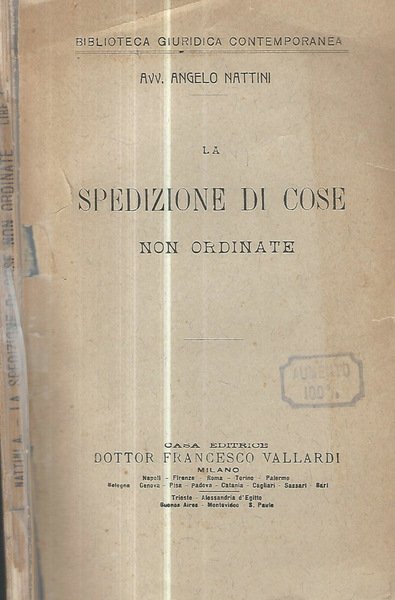 BIBLIOTECA GIURIDICA CONTEMPORANEA
AVV. ANGELO NATTINI
LA
SPEDIZIONE DI COSE
NON ORDINATE
AUMENTO
100%
CASA EDITRICE
DOTTOR FRANCESCO VALLARDI
MILANO
Napoli - Firenze - Roma - Torino - Palermo
Bologna Genova - Pisa - Padova - Catania - Cagliari - Sassari - Bari
Trieste - Alessandria d'Egitto
Buenos Aires - Montevideo - S. Paulo
NATTINI A. - LA SPEDIZIONE DI COSE NON ORDINATE - LIRE